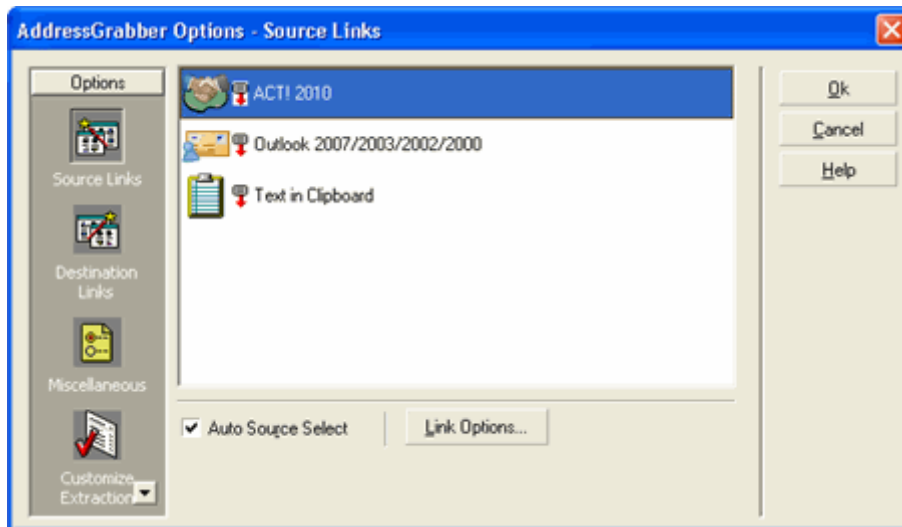 AddressGrabber Options - Source Links
Options
Source Links
Destination
Links
Miscellaneous
Customize
Extraction
ACT! 2010
Outlook 2007/2003/2002/2000
Text in Clipboard
Auto Source Select
Link Options...
Ok
Cancel
Help